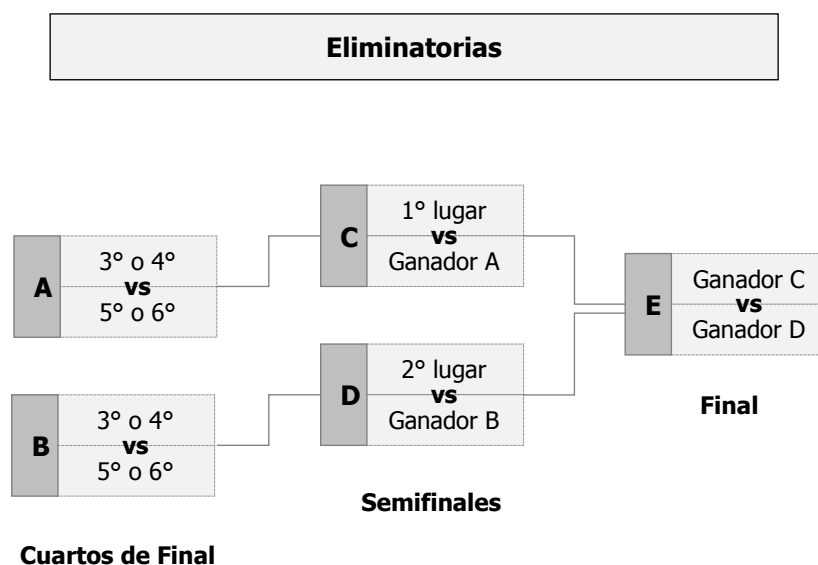 Eliminatorias
A
3° o 4°
vs
5° o 6°
B
3° o 4°
vs
5° o 6°
Cuartos de Final
C
1° lugar
vs
Ganador A
D
2° lugar
vs
Ganador B
Semifinales
E
Ganador C
vs
Ganador D
Final